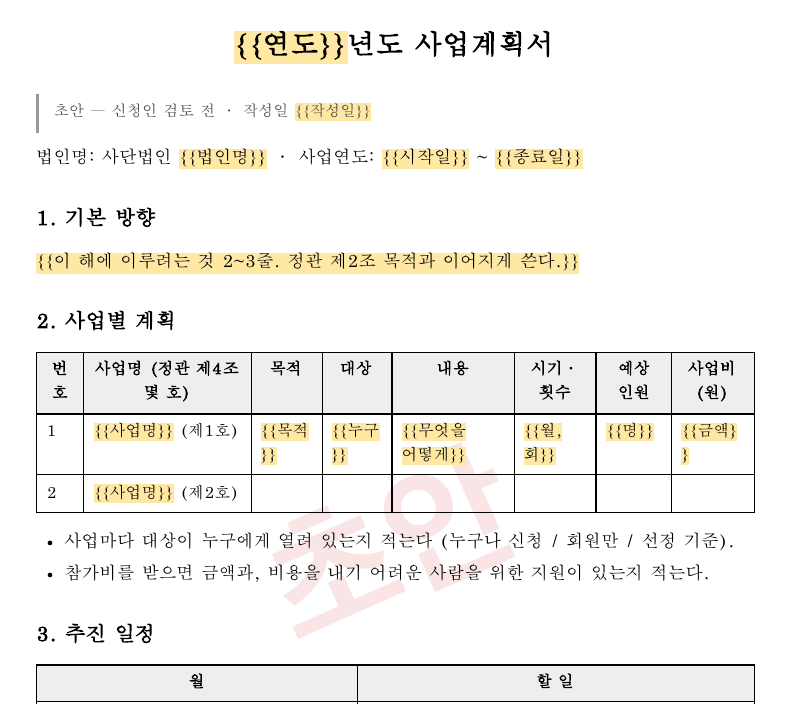 {{연도}}년도 사업계획서
초안 — 신청인 검토 전 · 작성일 {{작성일}}
법인명: 사단법인 {{법인명}} · 사업연도: {{시작일}} ~ {{종료일}}
1. 기본 방향
{{이 해에 이루려는 것 2~3줄. 정관 제2조 목적과 이어지게 쓴다.}}
2. 사업별 계획
번호 사업명 (정관 제4조 몇 호) 목적 대상 내용 시기 · 횟수 예상 인원 사업비 (원)
1 {{사업명}} (제1호) {{목적}} {{누구}} {{무엇을 어떻게}} {{월, 회}} {{명}} {{금액}}
2 {{사업명}} (제2호)
• 사업마다 대상이 누구에게 열려 있는지 적는다 (누구나 신청 / 회원만 / 선정 기준).
• 참가비를 받으면 금액과, 비용을 내기 어려운 사람을 위한 지원이 있는지 적는다.
초안
3. 추진 일정
월 할 일